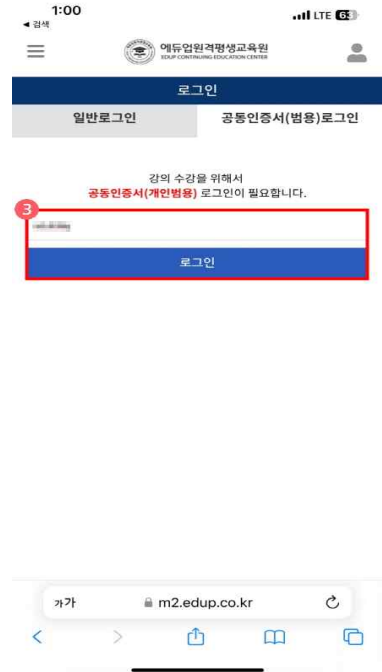 1:00
LTE 63
◀ 검색
에듀업원격평생교육원
EDUP CONTINUING EDUCATION CENTER
로그인
일반로그인 공동인증서(범용)로그인
강의 수강을 위해서
공동인증서(개인범용) 로그인이 필요합니다.
3
로그인
가가 m2.edup.co.kr